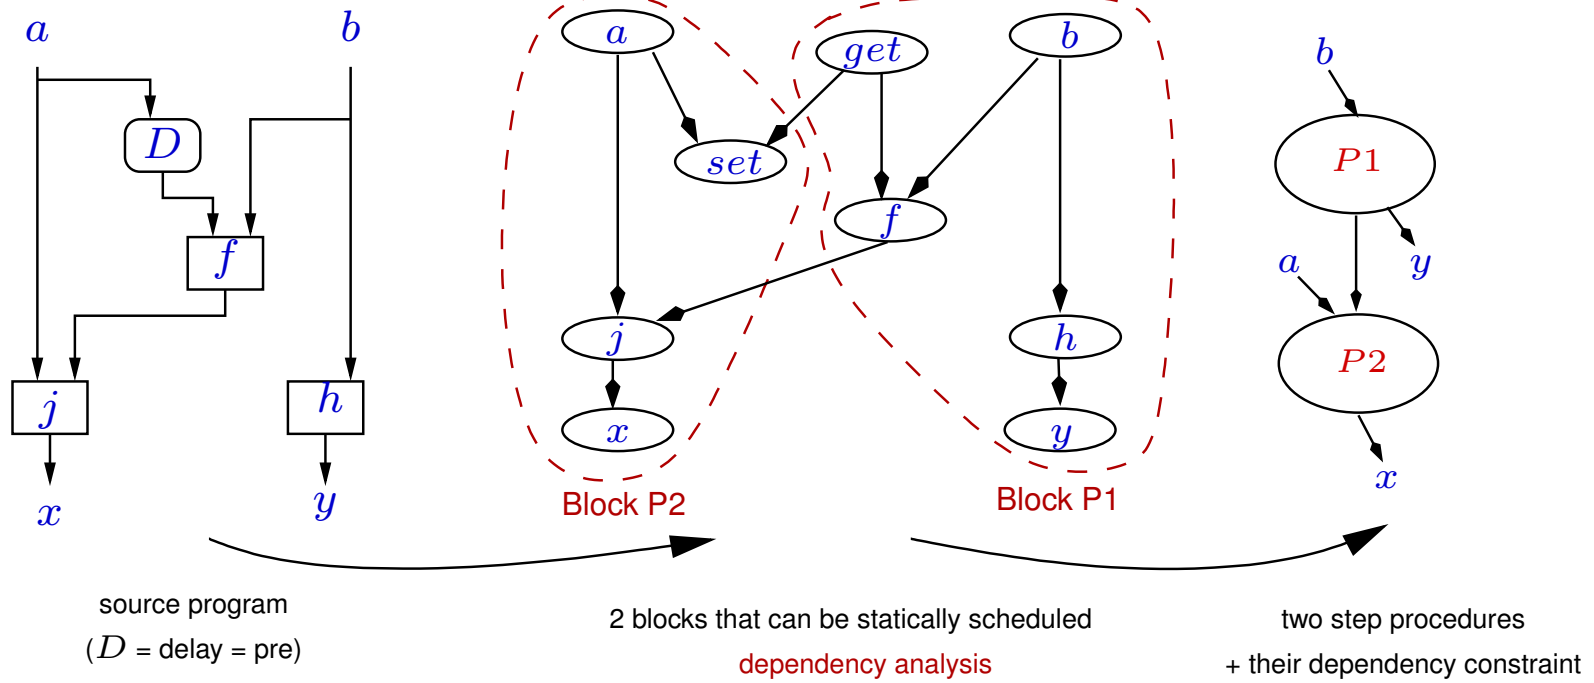 a
b
D
f
j
h
x
y
a
get
b
set
f
j
h
x
y
Block P2
Block P1
b
P1
a
y
P2
x
source program
(D = delay = pre)
2 blocks that can be statically scheduled
dependency analysis
two step procedures
+ their dependency constraint